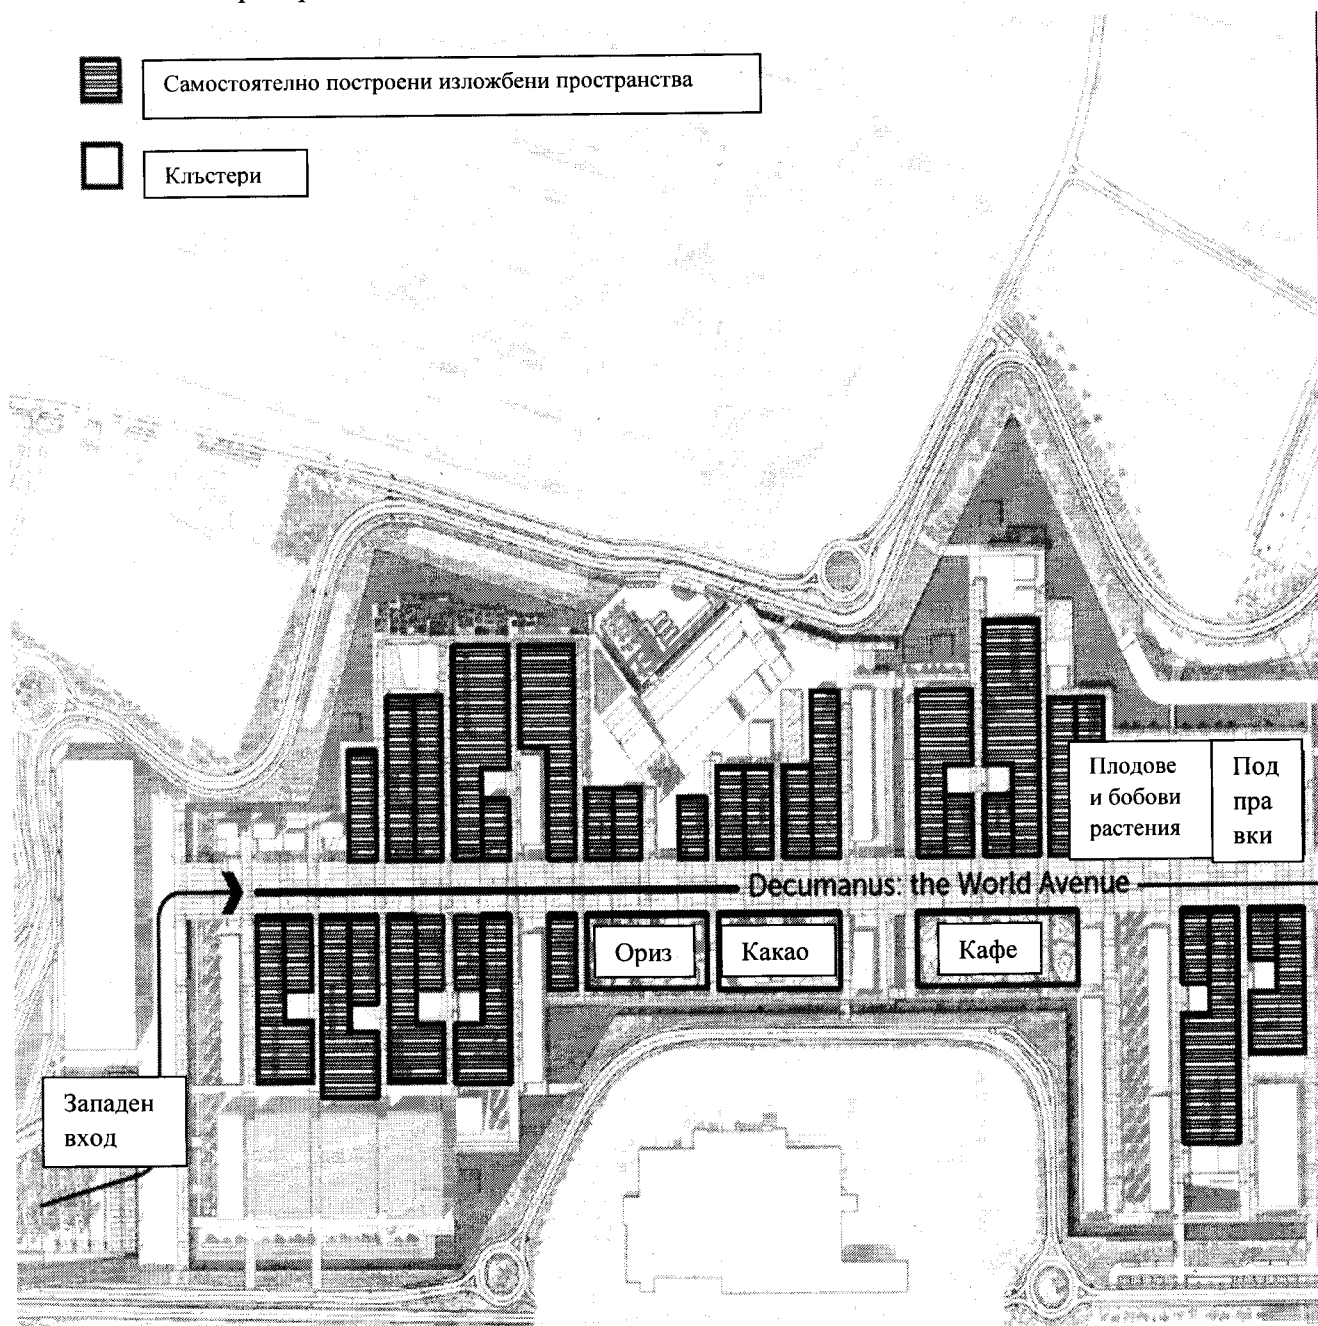 Самостоятелно построени изложбени пространства
Клъстери
Плодове
и бобови
растения
Под
пра
вки
Decumanus: the World Avenue
Ориз
Какао
Кафе
Западен
вход